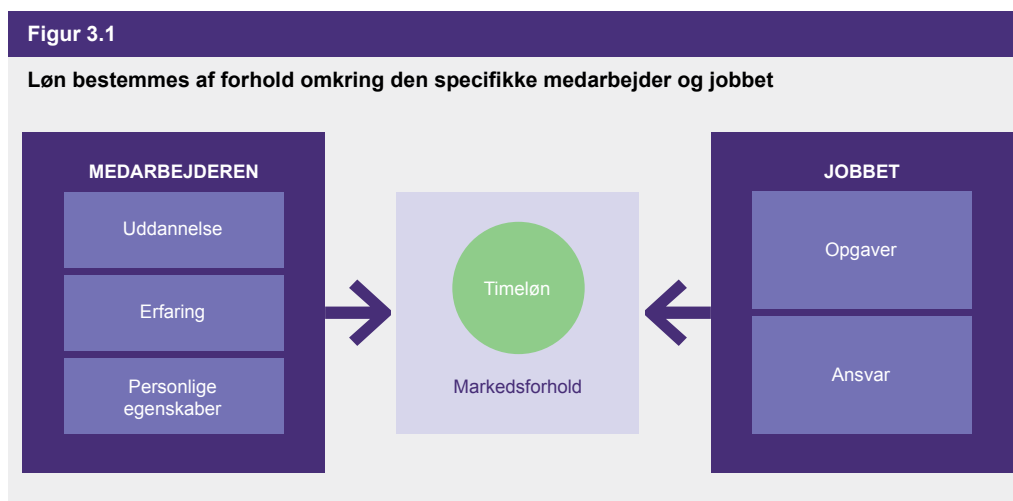 Figur 3.1
Løn bestemmes af forhold omkring den specifikke medarbejder og jobbet
MEDARBEJDEREN
Uddannelse
Erfaring
Personlige
egenskaber
Timeløn
Markedsforhold
JOBBET
Opgaver
Ansvar